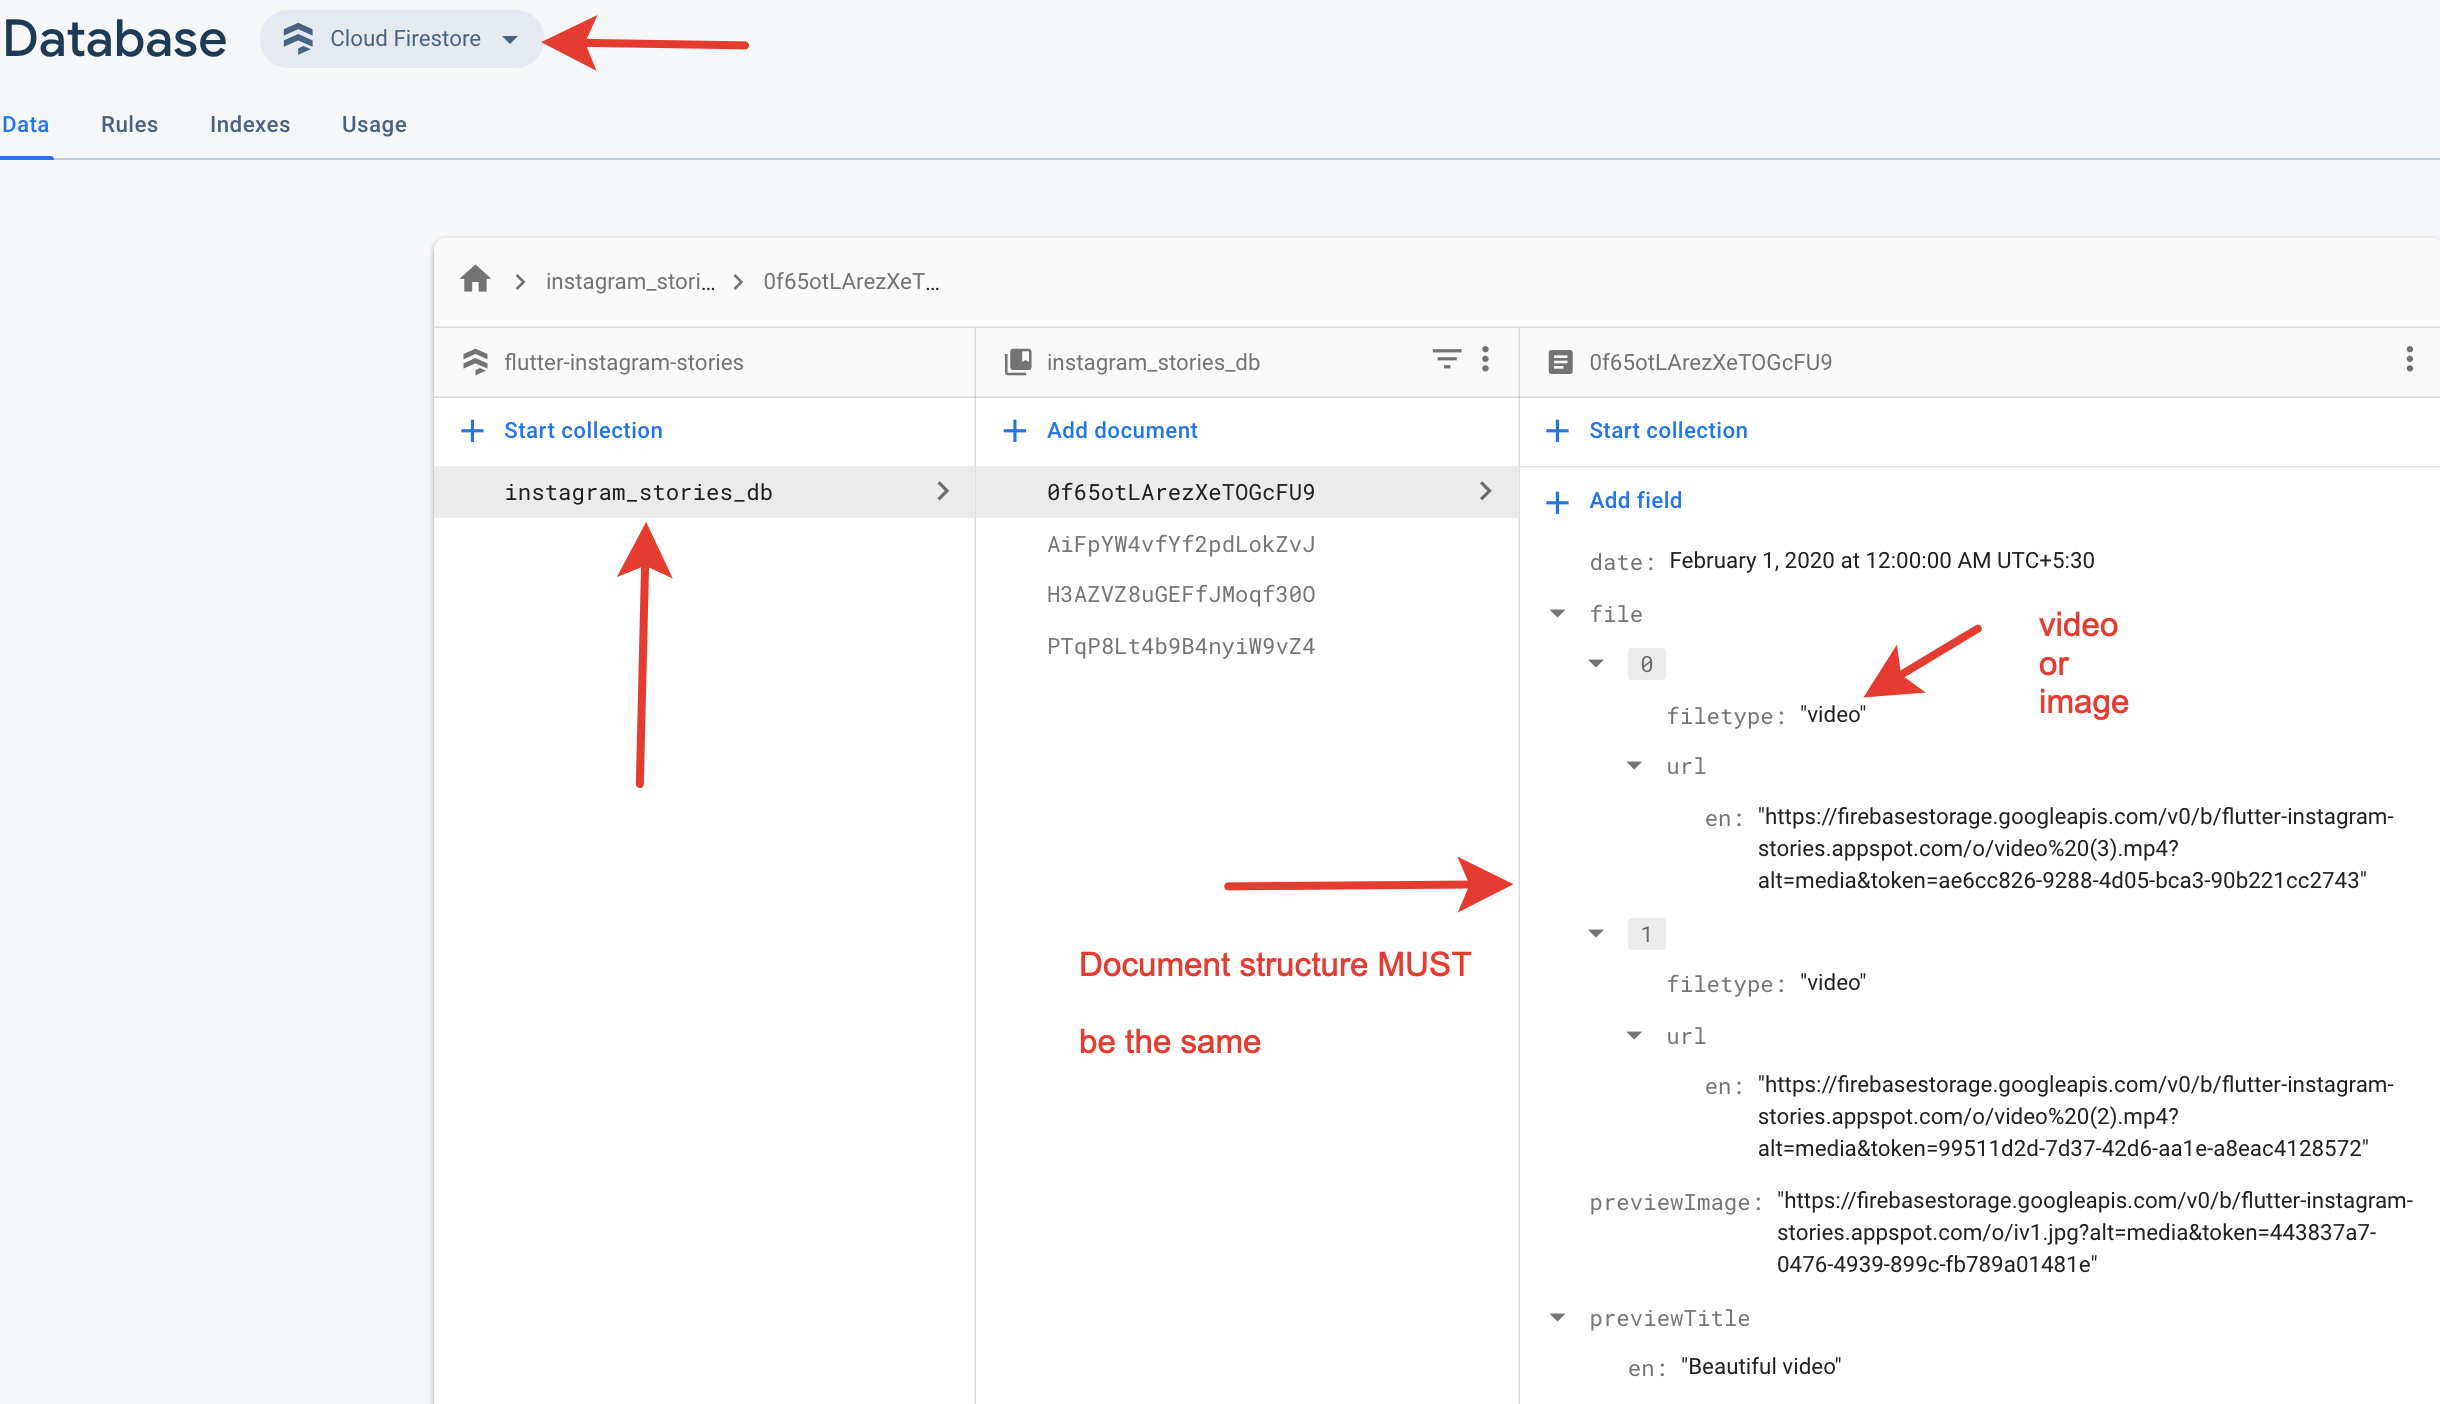 Database
Cloud Firestore
Data Rules Indexes Usage
instagram_stori... > 0f65otLArezXeT...
flutter-instagram-stories
instagram_stories_db
0f65otLArezXeTOGcFU9
+ Start collection
+ Add document
+ Start collection
instagram_stories_db
0f65otLArezXeTOGcFU9
AiFpYW4vfYf2pdLokZvJ
H3AZVZ8uGEFfJMoqf30O
PTqP8Lt4b9B4nyiW9vZ4
+ Add field
date: February 1, 2020 at 12:00:00 AM UTC+5:30
file
video
or
image
0
filetype: "video"
url
en: "https://firebasestorage.googleapis.com/v0/b/flutter-instagram-
stories.appspot.com/o/video%20(3).mp4?
alt=media&token=ae6cc826-9288-4d05-bca3-90b221cc2743"
Document structure MUST
be the same
1
filetype: "video"
url
en: "https://firebasestorage.googleapis.com/v0/b/flutter-instagram-
stories.appspot.com/o/video%20(2).mp4?
alt=media&token=99511d2d-7d37-42d6-aa1e-a8eac4128572"
previewImage: "https://firebasestorage.googleapis.com/v0/b/flutter-instagram-
stories.appspot.com/o/iv1.jpg?alt=media&token=443837a7-
0476-4939-899c-fb789a01481e"
previewTitle
en: "Beautiful video"